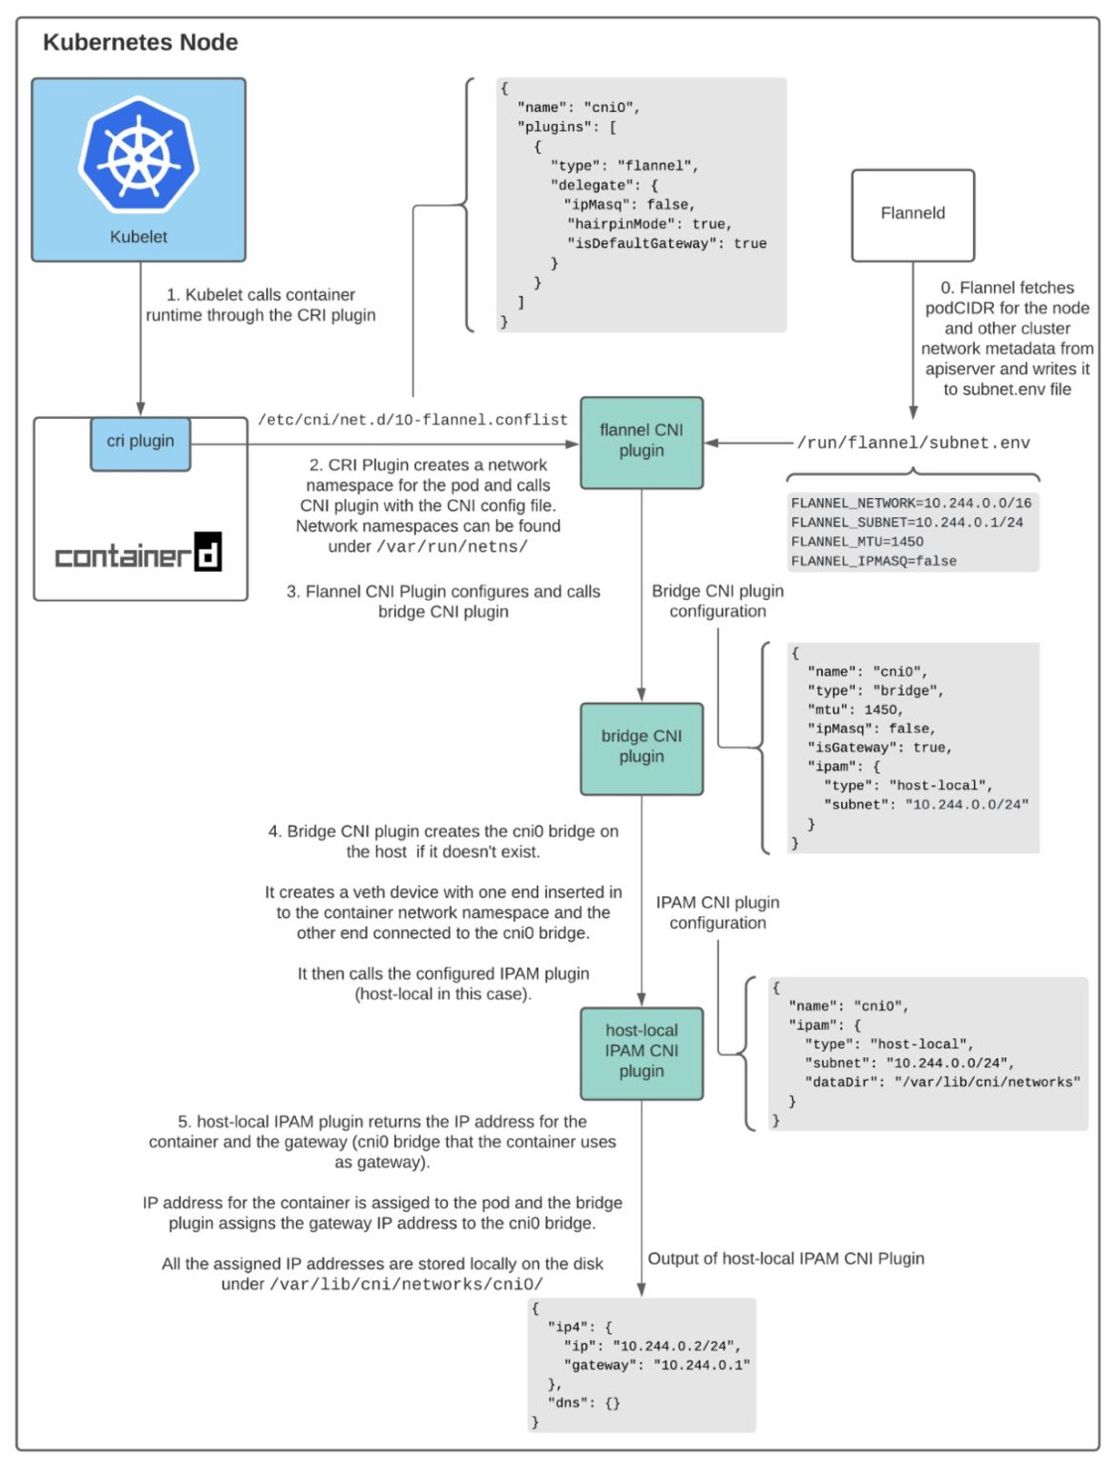 Kubernetes Node
Kubelet
1. Kubelet calls container
runtime through the CRI plugin
{
"name": "cni0",
"plugins": [
{
"type": "flannel",
"delegate": {
"ipMasq": false,
"hairpinMode": true,
"isDefaultGateway": true
}
}
]
}
Flanneld
0. Flannel fetches
podCIDR for the node
and other cluster
network metadata from
apiserver and writes it
to subnet.env file
cri plugin
containerd
/etc/cni/net.d/10-flannel.conflist
2. CRI Plugin creates a network
namespace for the pod and calls
CNI plugin with the CNI config file.
Network namespaces can be found
under /var/run/netns/
flannel CNI
plugin
/run/flannel/subnet.env
FLANNEL_NETWORK=10.244.0.0/16
FLANNEL_SUBNET=10.244.0.1/24
FLANNEL_MTU=1450
FLANNEL_IPMASQ=false
3. Flannel CNI Plugin configures and calls
bridge CNI plugin
Bridge CNI plugin
configuration
{
"name": "cni0",
"type": "bridge",
"mtu": 1450,
"ipMasq": false,
"isGateway": true,
"ipam": {
"type": "host-local",
"subnet": "10.244.0.0/24"
}
}
bridge CNI
plugin
4. Bridge CNI plugin creates the cni0 bridge on
the host if it doesn't exist.
It creates a veth device with one end inserted in
to the container network namespace and the
other end connected to the cni0 bridge.
It then calls the configured IPAM plugin
(host-local in this case).
IPAM CNI plugin
configuration
{
"name": "cni0",
"ipam": {
"type": "host-local",
"subnet": "10.244.0.0/24",
"dataDir": "/var/lib/cni/networks"
}
}
host-local
IPAM CNI
plugin
5. host-local IPAM plugin returns the IP address for the
container and the gateway (cni0 bridge that the container uses
as gateway).
IP address for the container is assiged to the pod and the bridge
plugin assigns the gateway IP address to the cni0 bridge.
All the assigned IP addresses are stored locally on the disk
under /var/lib/cni/networks/cni0/
Output of host-local IPAM CNI Plugin
{
"ip4": {
"ip": "10.244.0.2/24",
"gateway": "10.244.0.1"
},
"dns": {}
}